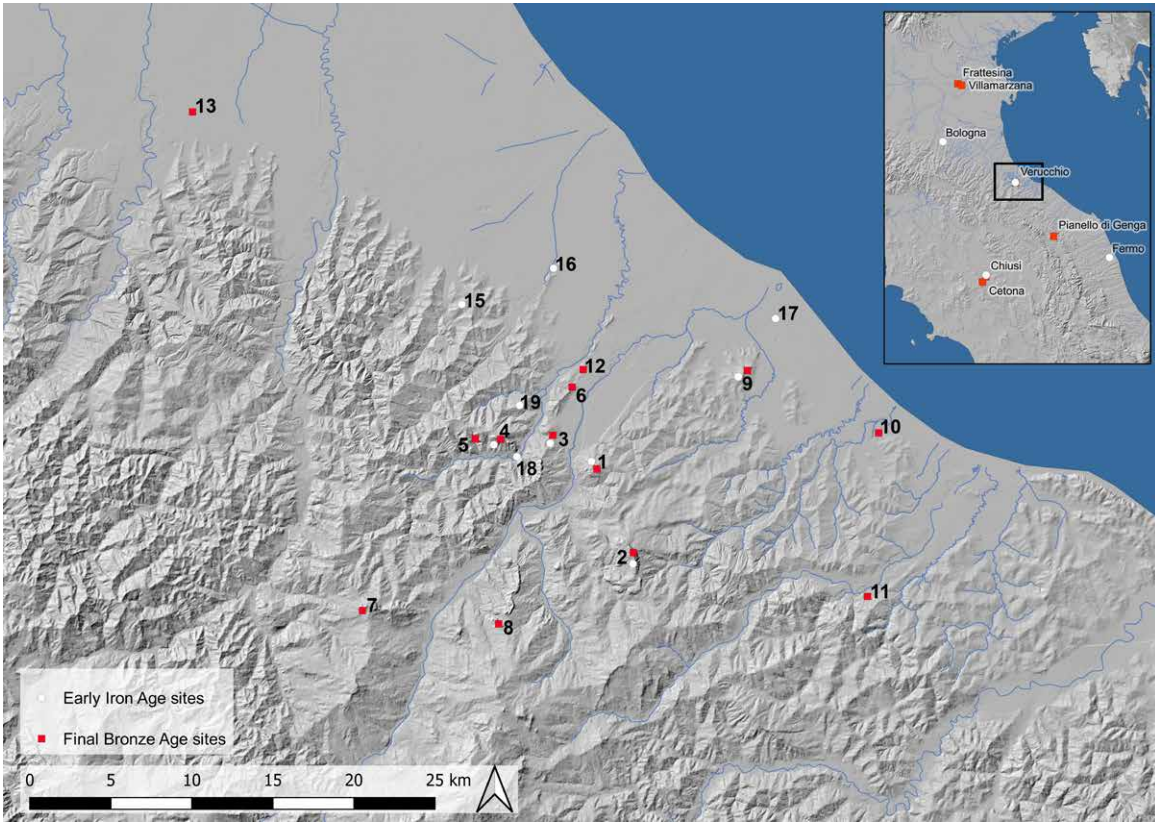 13
Frattesina
Villamarzana
Bologna
Verucchio
Pianello di Genga
Fermo
Chiusi
Cetona
16
15
17
12
9
6
19
10
5
4
3
18
1
2
11
7
8
Early Iron Age sites
Final Bronze Age sites
0 5 10 15 20 25 km